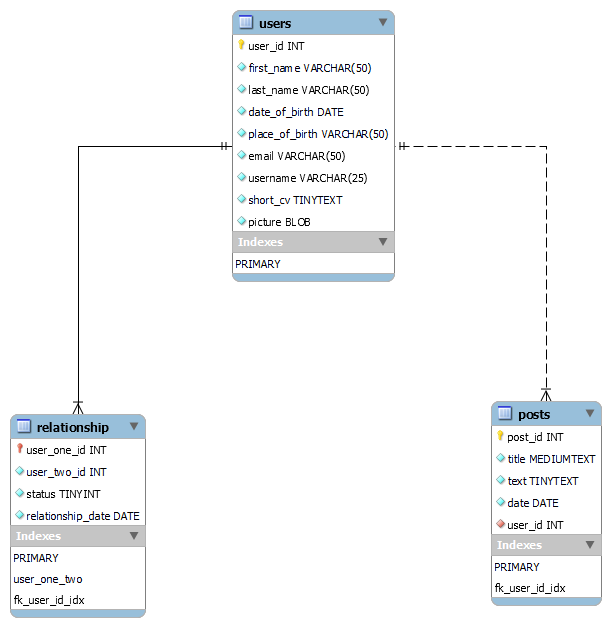 users
user_id INT
first_name VARCHAR(50)
last_name VARCHAR(50)
date_of_birth DATE
place_of_birth VARCHAR(50)
email VARCHAR(50)
username VARCHAR(25)
short_cv TINYTEXT
picture BLOB
Indexes
PRIMARY
relationship
user_one_id INT
user_two_id INT
status TINYINT
relationship_date DATE
Indexes
PRIMARY
user_one_two
fk_user_id_idx
posts
post_id INT
title MEDIUMTEXT
text TINYTEXT
date DATE
user_id INT
Indexes
PRIMARY
fk_user_id_idx